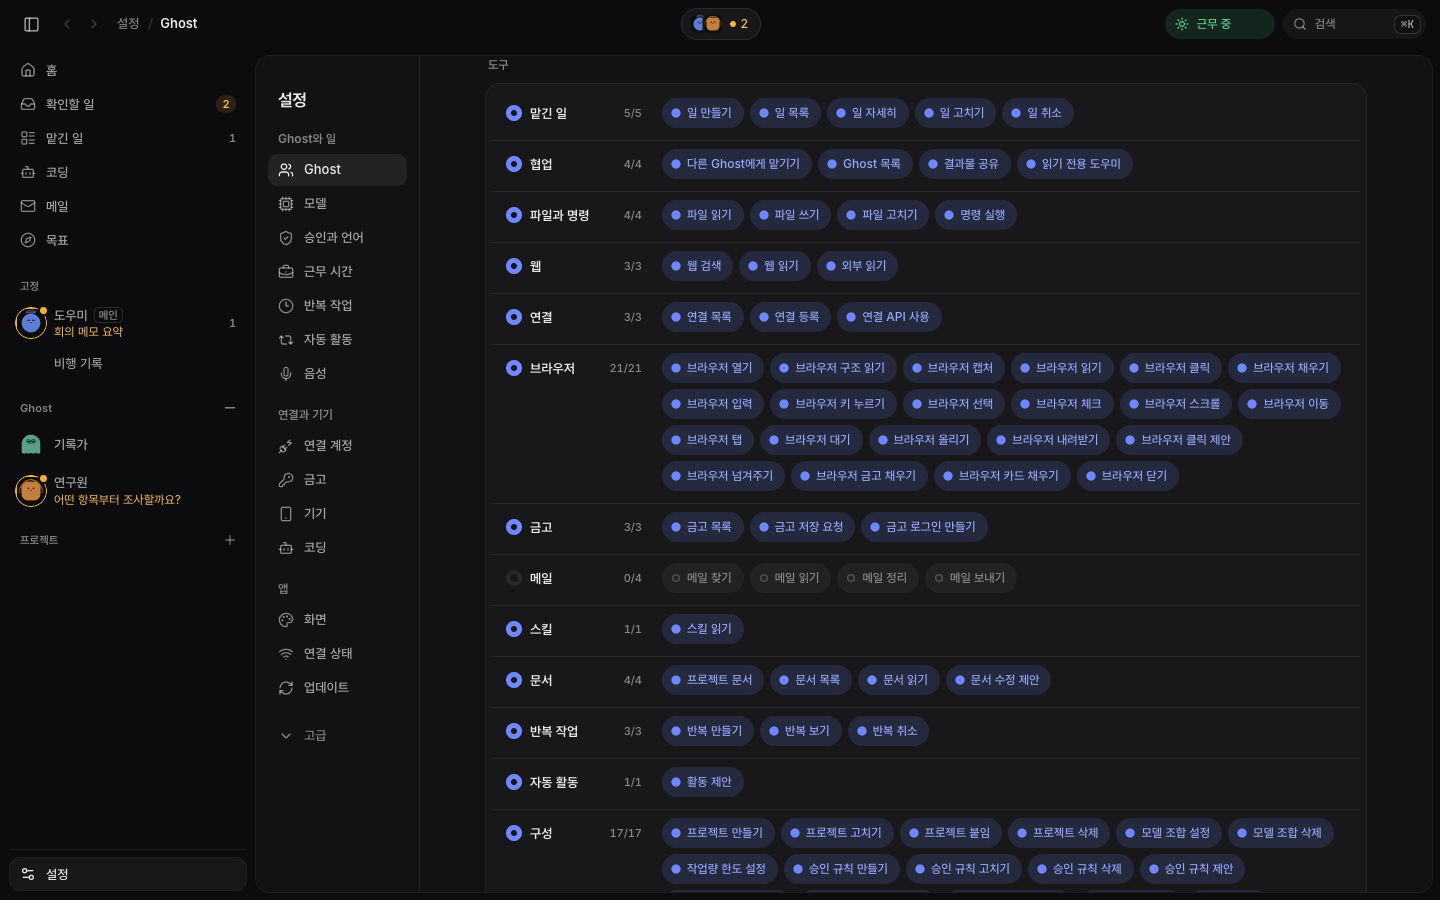 설정 / Ghost
2
근무 중
검색 ⌘K
홈
확인할 일 2
맡긴 일 1
코딩
메일
목표
고정
도우미 메인 1
회의 메모 요약
비행 기록
Ghost
기록가
연구원
어떤 항목부터 조사할까요?
프로젝트
설정
설정
Ghost와 일
Ghost
모델
승인과 언어
근무 시간
반복 작업
자동 활동
음성
연결과 기기
연결 계정
금고
기기
코딩
앱
화면
연결 상태
업데이트
고급
도구
맡긴 일 5/5 일 만들기 일 목록 일 자세히 일 고치기 일 취소
협업 4/4 다른 Ghost에게 맡기기 Ghost 목록 결과물 공유 읽기 전용 도우미
파일과 명령 4/4 파일 읽기 파일 쓰기 파일 고치기 명령 실행
웹 3/3 웹 검색 웹 읽기 외부 읽기
연결 3/3 연결 목록 연결 등록 연결 API 사용
브라우저 21/21 브라우저 열기 브라우저 구조 읽기 브라우저 캡처 브라우저 읽기 브라우저 클릭 브라우저 채우기
브라우저 입력 브라우저 키 누르기 브라우저 선택 브라우저 체크 브라우저 스크롤 브라우저 이동
브라우저 탭 브라우저 대기 브라우저 올리기 브라우저 내려받기 브라우저 클릭 제안
브라우저 넘겨주기 브라우저 금고 채우기 브라우저 카드 채우기 브라우저 닫기
금고 3/3 금고 목록 금고 저장 요청 금고 로그인 만들기
메일 0/4 메일 찾기 메일 읽기 메일 정리 메일 보내기
스킬 1/1 스킬 읽기
문서 4/4 프로젝트 문서 문서 목록 문서 읽기 문서 수정 제안
반복 작업 3/3 반복 만들기 반복 보기 반복 취소
자동 활동 1/1 활동 제안
구성 17/17 프로젝트 만들기 프로젝트 고치기 프로젝트 붙임 프로젝트 삭제 모델 조합 설정 모델 조합 삭제
작업량 한도 설정 승인 규칙 만들기 승인 규칙 고치기 승인 규칙 삭제 승인 규칙 제안